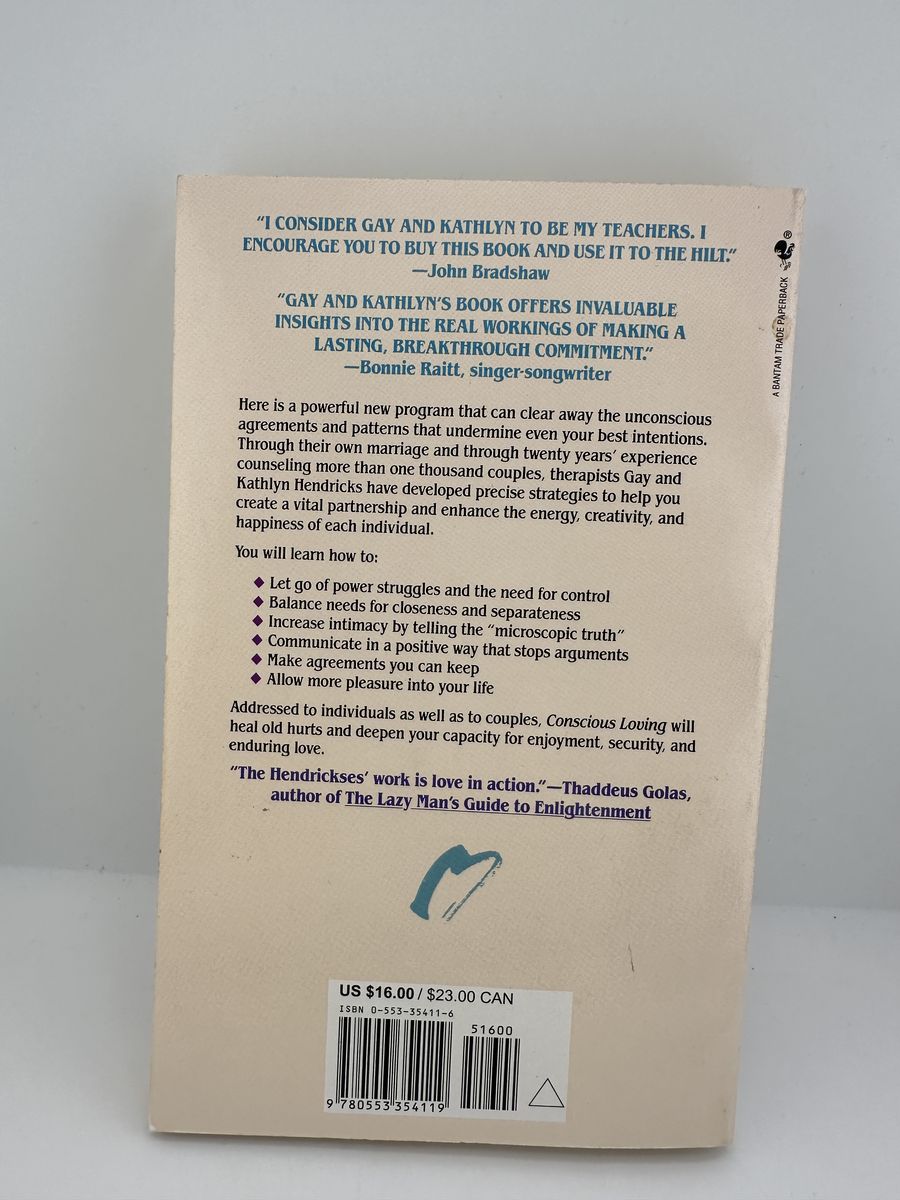 “I CONSIDER GAY AND KATHLYN TO BE MY TEACHERS. I
ENCOURAGE YOU TO BUY THIS BOOK AND USE IT TO THE HILT.”
—John Bradshaw
“GAY AND KATHLYN’S BOOK OFFERS INVALUABLE
INSIGHTS INTO THE REAL WORKINGS OF MAKING A
LASTING, BREAKTHROUGH COMMITMENT.”
—Bonnie Raitt, singer-songwriter
Here is a powerful new program that can clear away the unconscious
agreements and patterns that undermine even your best intentions.
Through their own marriage and through twenty years’ experience
counseling more than one thousand couples, therapists Gay and
Kathlyn Hendricks have developed precise strategies to help you
create a vital partnership and enhance the energy, creativity, and
happiness of each individual.
You will learn how to:
◆ Let go of power struggles and the need for control
◆ Balance needs for closeness and separateness
◆ Increase intimacy by telling the “microscopic truth”
◆ Communicate in a positive way that stops arguments
◆ Make agreements you can keep
◆ Allow more pleasure into your life
Addressed to individuals as well as to couples, Conscious Loving will
heal old hurts and deepen your capacity for enjoyment, security, and
enduring love.
“The Hendrickses’ work is love in action.”—Thaddeus Golas,
author of The Lazy Man’s Guide to Enlightenment
US $16.00 / $23.00 CAN
ISBN 0-553-35411-6
51600
9 780553 354119
A BANTAM TRADE PAPERBACK ®